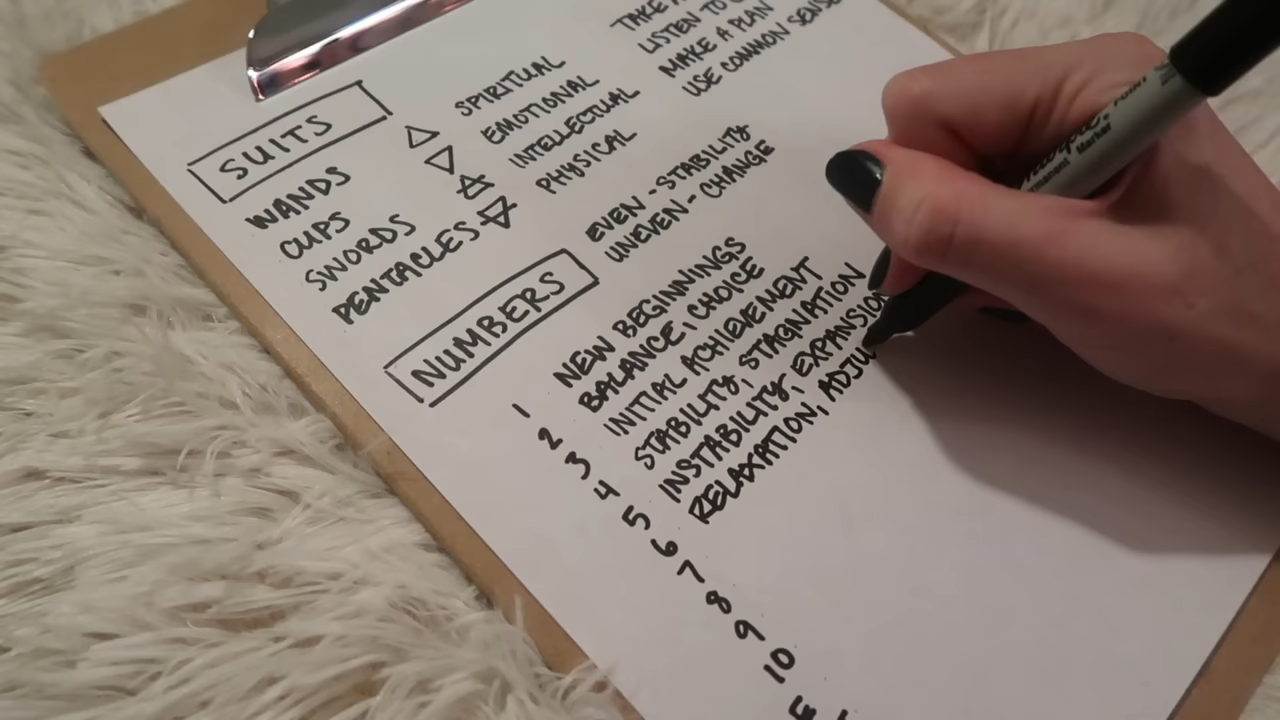 SUITS
WANDS △ SPIRITUAL TAKE
CUPS ▽ EMOTIONAL LISTEN TO
SWORDS 🜁 INTELLECTUAL MAKE A PLAN
PENTACLES 🜃 PHYSICAL USE COMMON SENSE
NUMBERS
EVEN - STABILITY
UNEVEN - CHANGE
1 NEW BEGINNINGS
2 BALANCE, CHOICE
3 INITIAL ACHIEVEMENT
4 STABILITY, STAGNATION
5 INSTABILITY, EXPANSION
6 RELAXATION, ADJU
7
8
9
10
Marker